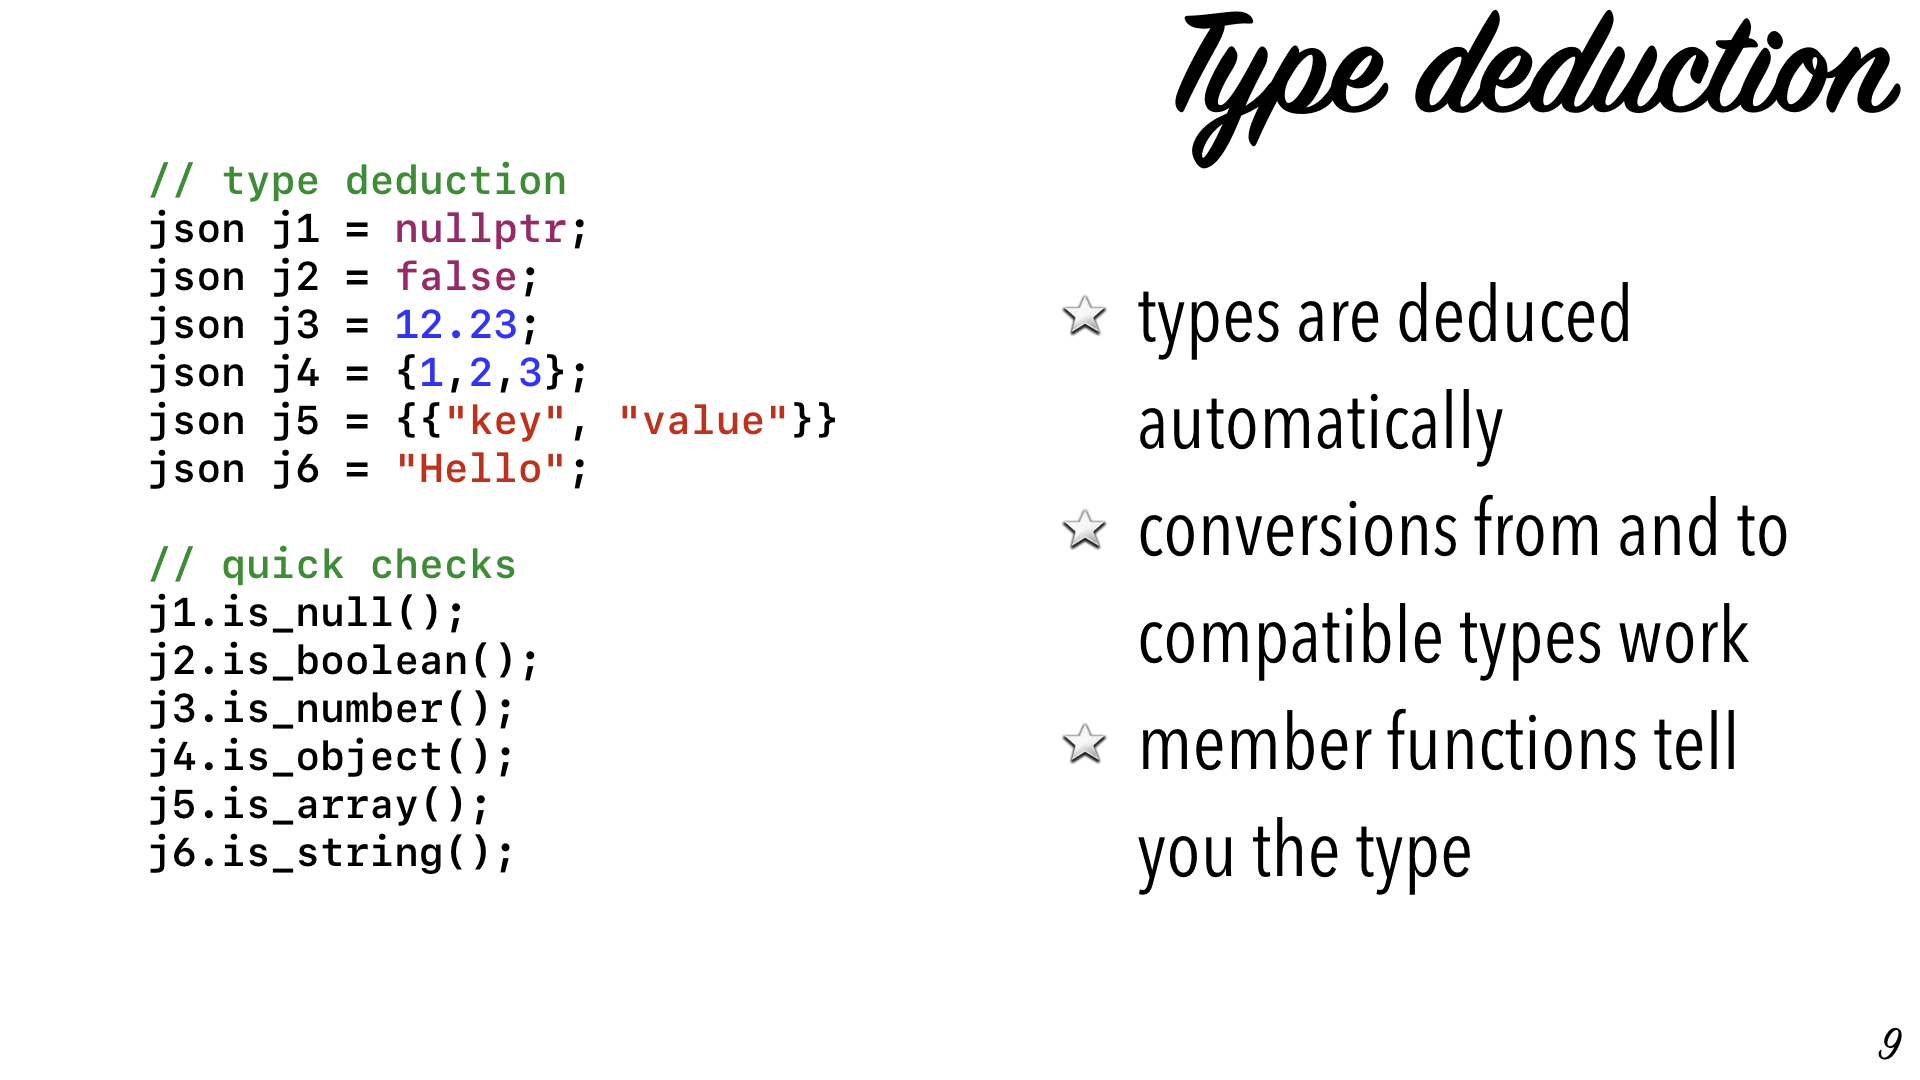 Type deduction
// type deduction
json j1 = nullptr;
json j2 = false;
json j3 = 12.23;
json j4 = {1,2,3};
json j5 = {{"key", "value"}}
json j6 = "Hello";
// quick checks
j1.is_null();
j2.is_boolean();
j3.is_number();
j4.is_object();
j5.is_array();
j6.is_string();
types are deduced
automatically
conversions from and to
compatible types work
member functions tell
you the type
9